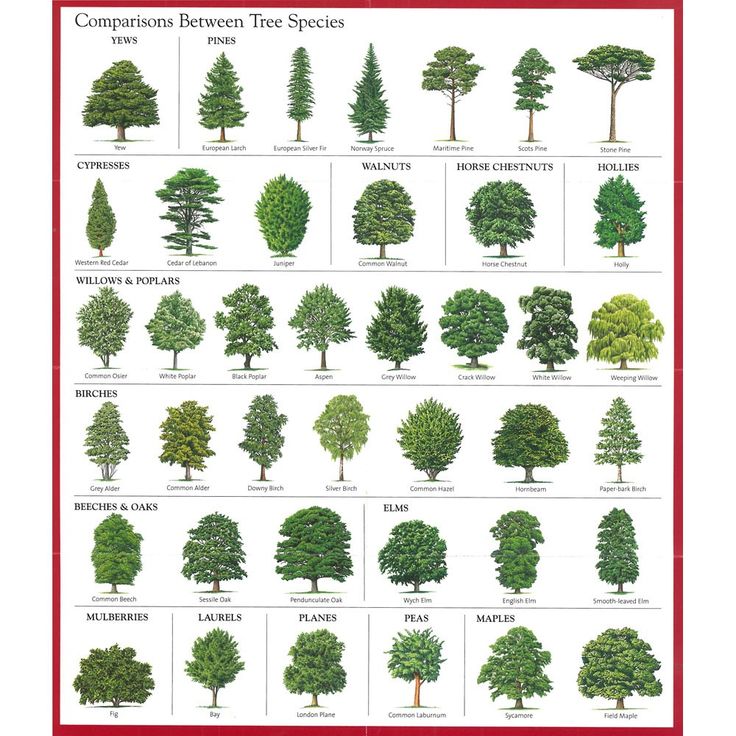 Comparisons Between Tree Species
YEWS
PINES
Yew
European Larch
European Silver Fir
Norway Spruce
Maritime Pine
Scots Pine
Stone Pine
CYPRESSES
WALNUTS
HORSE CHESTNUTS
HOLLIES
Western Red Cedar
Cedar of Lebanon
Juniper
Common Walnut
Horse Chestnut
Holly
WILLOWS & POPLARS
Common Osier
White Poplar
Black Poplar
Aspen
Grey Willow
Crack Willow
White Willow
Weeping Willow
BIRCHES
Grey Alder
Common Alder
Downy Birch
Silver Birch
Common Hazel
Hornbeam
Paper-bark Birch
BEECHES & OAKS
ELMS
Common Beech
Sessile Oak
Pendunculate Oak
Wych Elm
English Elm
Smooth-leaved Elm
MULBERRIES
LAURELS
PLANES
PEAS
MAPLES
Fig
Bay
London Plane
Common Laburnum
Sycamore
Field Maple